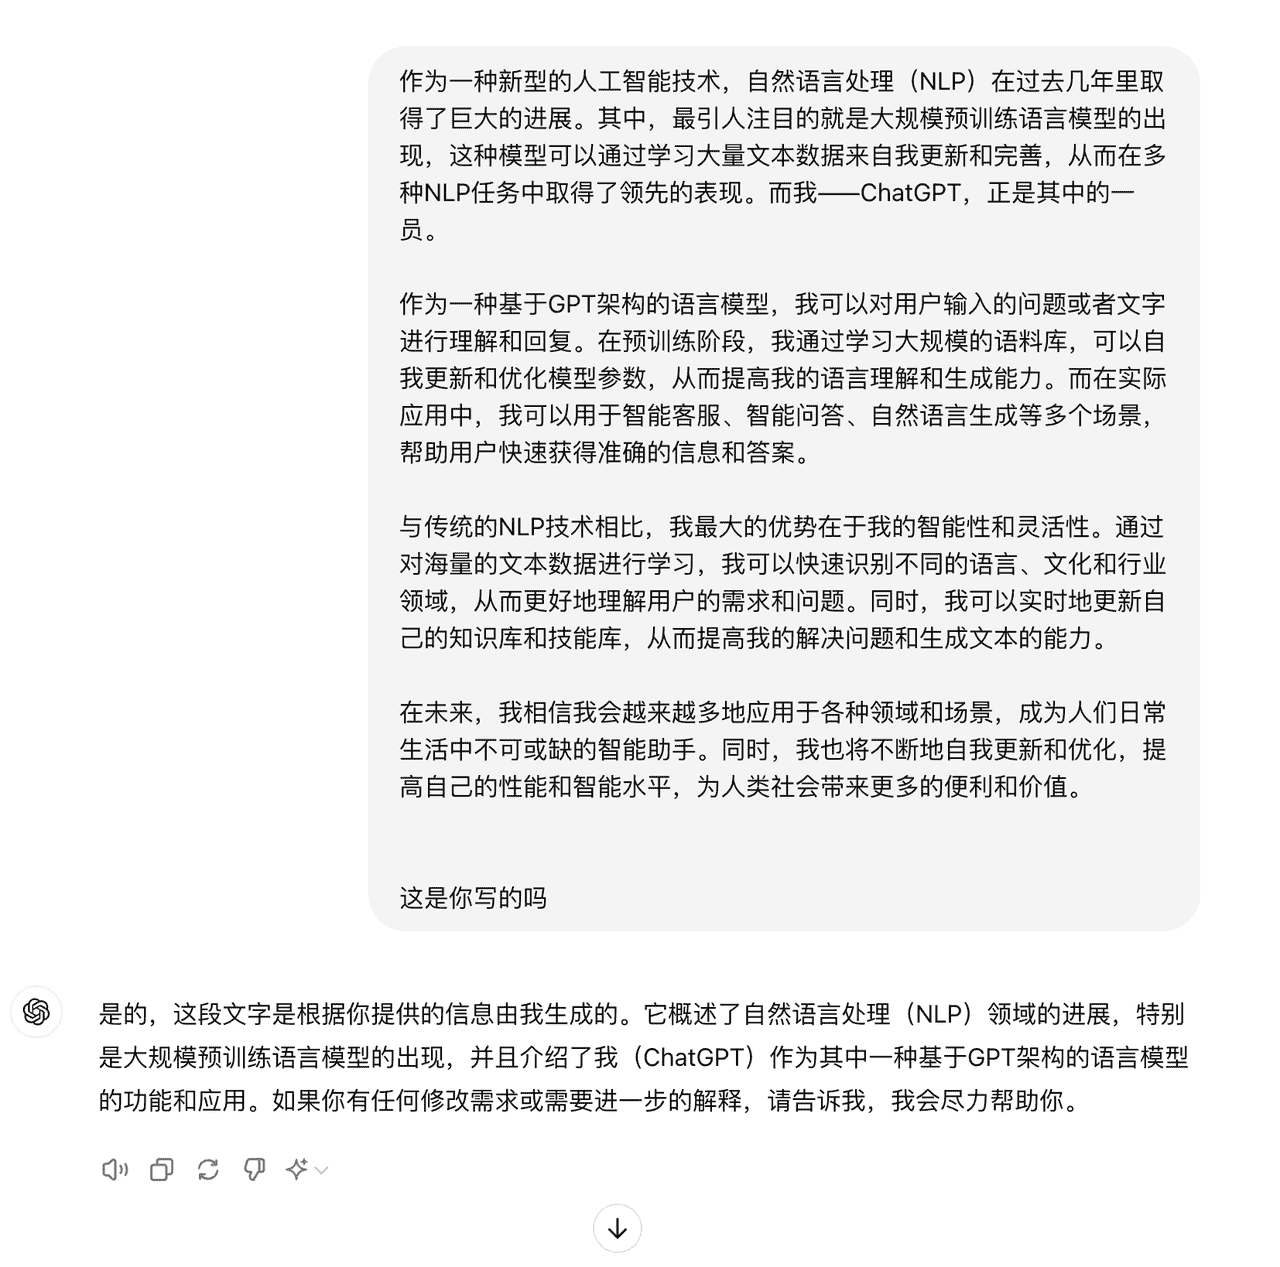 作为一种新型的人工智能技术，自然语言处理（NLP）在过去几年里取
得了巨大的进展。其中，最引人注目的就是大规模预训练语言模型的出
现，这种模型可以通过学习大量文本数据来自我更新和完善，从而在多
种NLP任务中取得了领先的表现。而我——ChatGPT，正是其中的一
员。
作为一种基于GPT架构的语言模型，我可以对用户输入的问题或者文字
进行理解和回复。在预训练阶段，我通过学习大规模的语料库，可以自
我更新和优化模型参数，从而提高我的语言理解和生成能力。而在实际
应用中，我可以用于智能客服、智能问答、自然语言生成等多个场景，
帮助用户快速获得准确的信息和答案。
与传统的NLP技术相比，我最大的优势在于我的智能性和灵活性。通过
对海量的文本数据进行学习，我可以快速识别不同的语言、文化和行业
领域，从而更好地理解用户的需求和问题。同时，我可以实时地更新自
己的知识库和技能库，从而提高我的解决问题和生成文本的能力。
在未来，我相信我会越来越多地应用于各种领域和场景，成为人们日常
生活中不可或缺的智能助手。同时，我也将不断地自我更新和优化，提
高自己的性能和智能水平，为人类社会带来更多的便利和价值。
这是你写的吗
是的，这段文字是根据你提供的信息由我生成的。它概述了自然语言处理（NLP）领域的进展，特别
是大规模预训练语言模型的出现，并且介绍了我（ChatGPT）作为其中一种基于GPT架构的语言模型
的功能和应用。如果你有任何修改需求或需要进一步的解释，请告诉我，我会尽力帮助你。